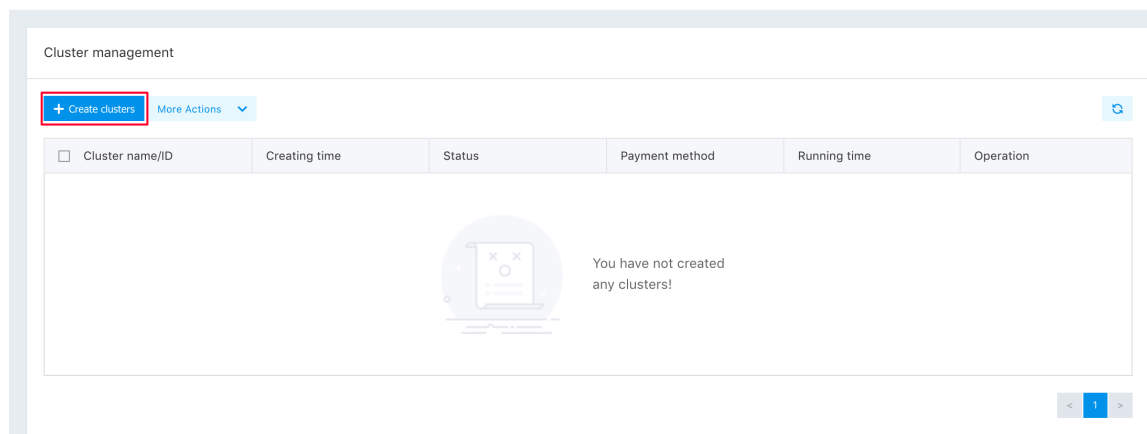 Cluster management
+ Create clusters More Actions
Cluster name/ID Creating time Status Payment method Running time Operation
You have not created
any clusters!
< 1 >